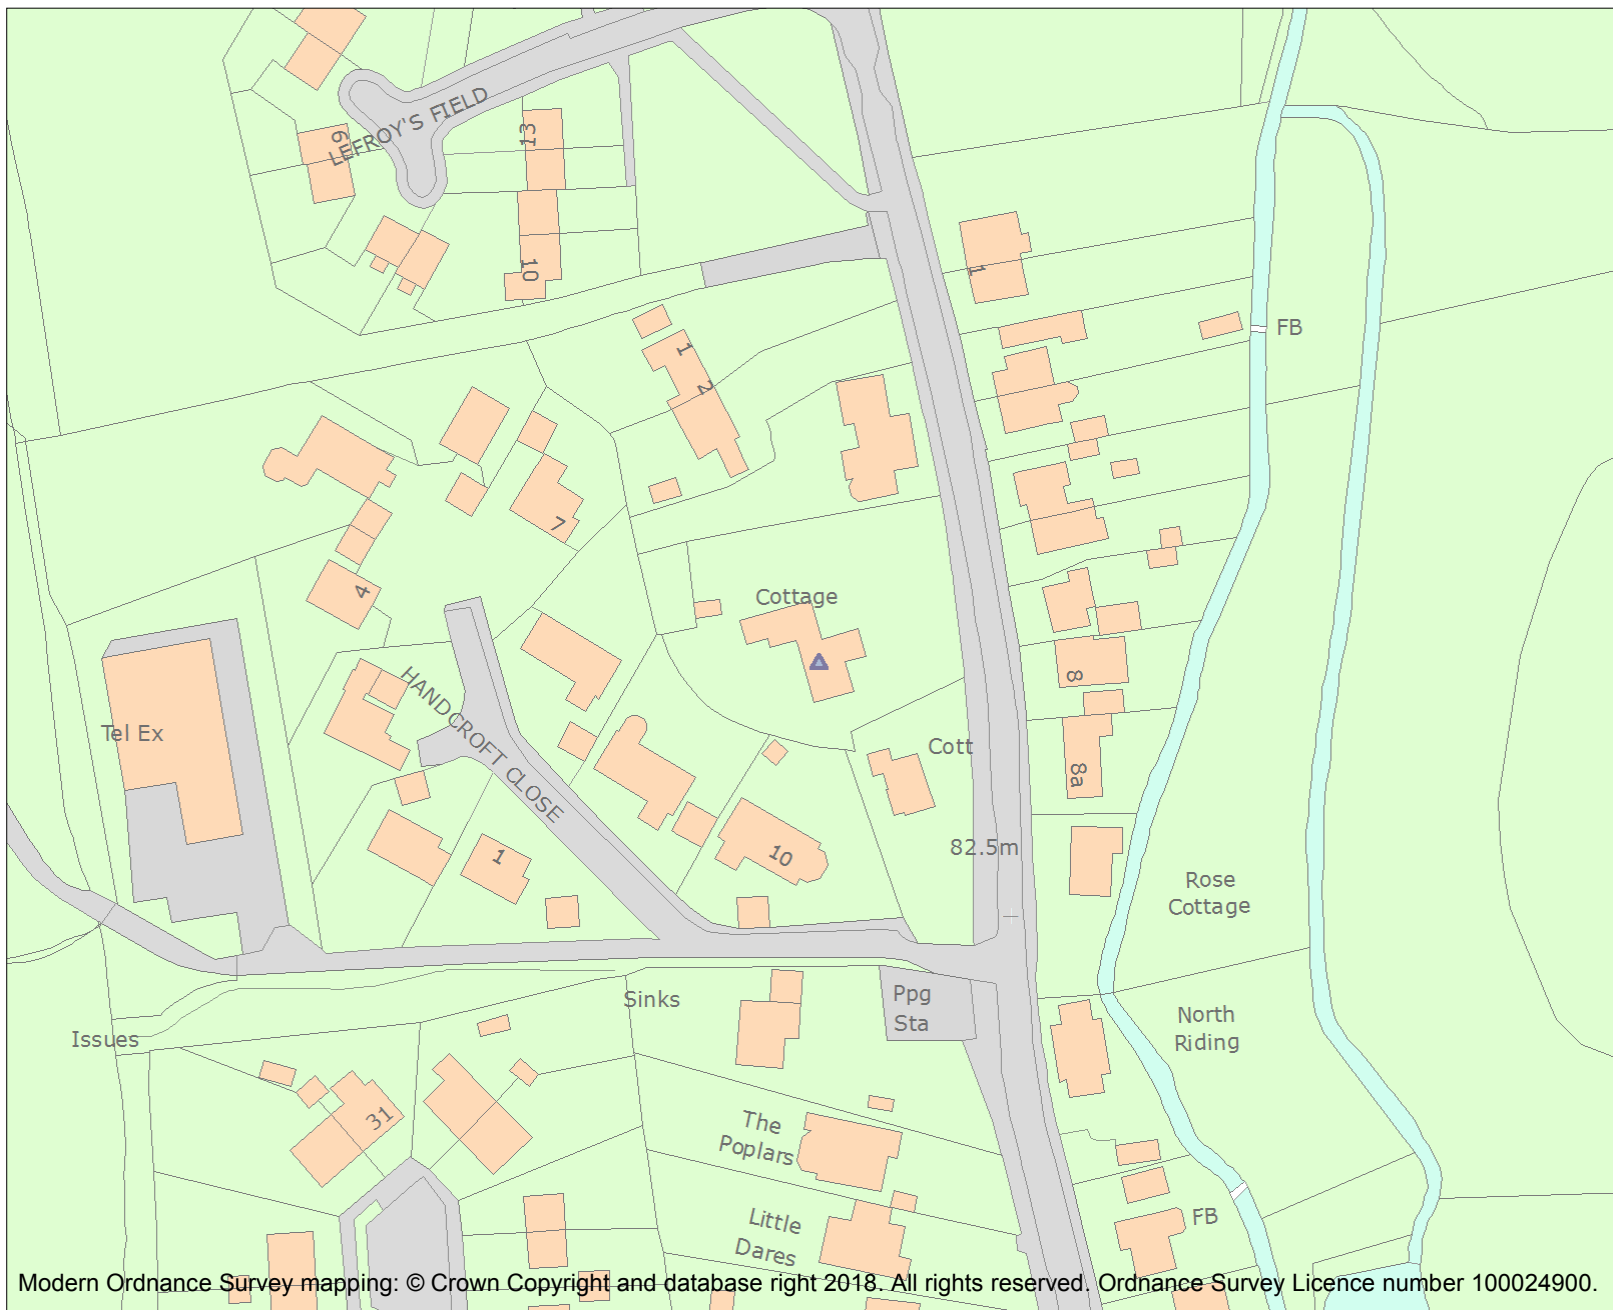 LEFROY'S FIELD
9
13
10
1
FB
1
2
7
4
Cottage
8
HANDCROFT CLOSE
Tel Ex
Cott
8a
82.5m
1
10
Rose
Cottage
Sinks
Ppg
Sta
Issues
North
Riding
31
The
Poplars
Little
Dares
FB
Modern Ordnance Survey mapping: © Crown Copyright and database right 2018. All rights reserved. Ordnance Survey Licence number 100024900.